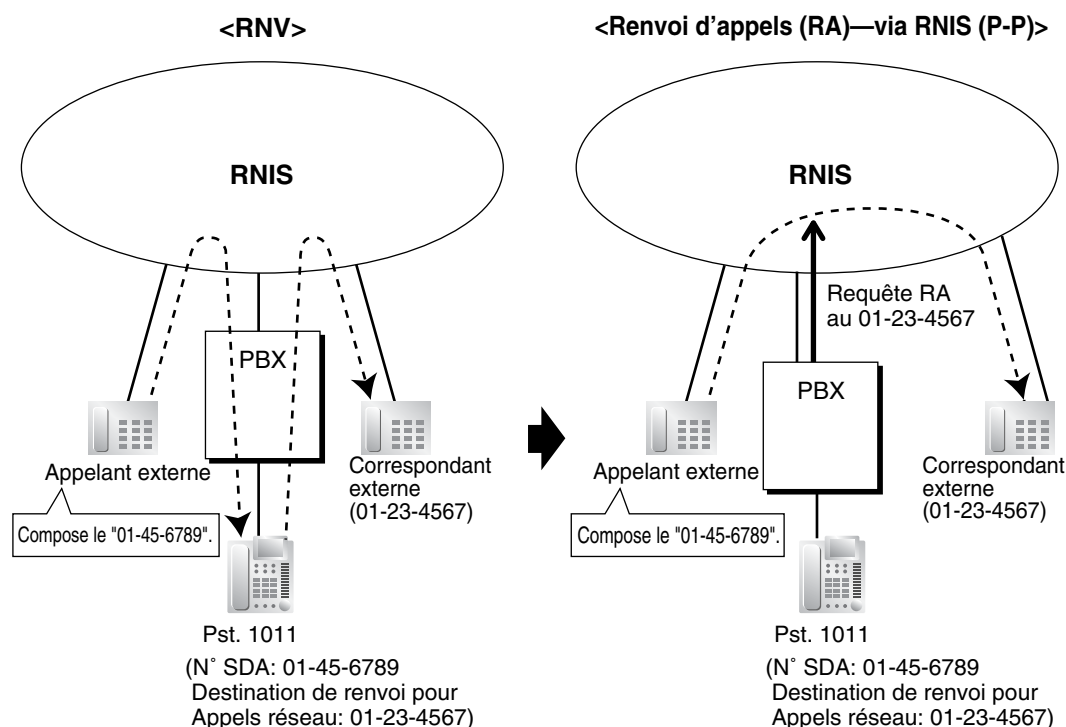 <RNV>
RNIS
PBX
Appelant externe
Compose le "01-45-6789".
Correspondant
externe
(01-23-4567)
Pst. 1011
(N° SDA: 01-45-6789
Destination de renvoi pour
Appels réseau: 01-23-4567)
<Renvoi d'appels (RA)—via RNIS (P-P)>
RNIS
Requête RA
au 01-23-4567
PBX
Appelant externe
Compose le "01-45-6789".
Correspondant
externe
(01-23-4567)
Pst. 1011
(N° SDA: 01-45-6789
Destination de renvoi pour
Appels réseau: 01-23-4567)